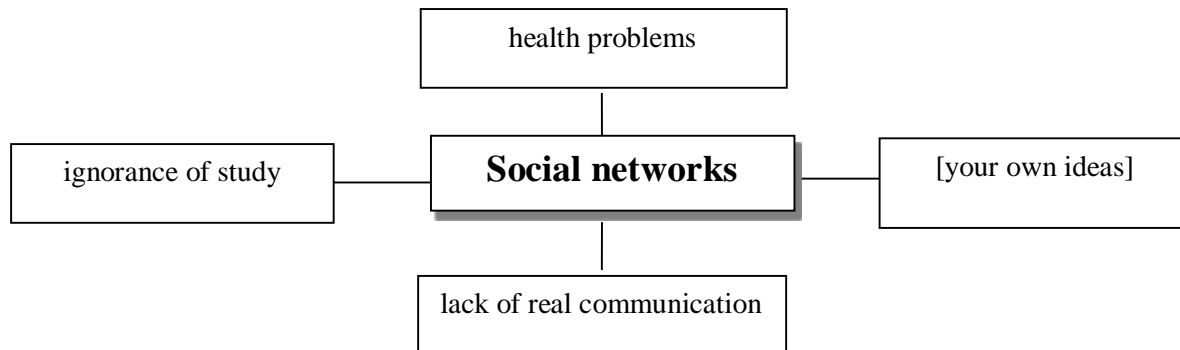 health problems
ignorance of study
Social networks
[your own ideas]
lack of real communication